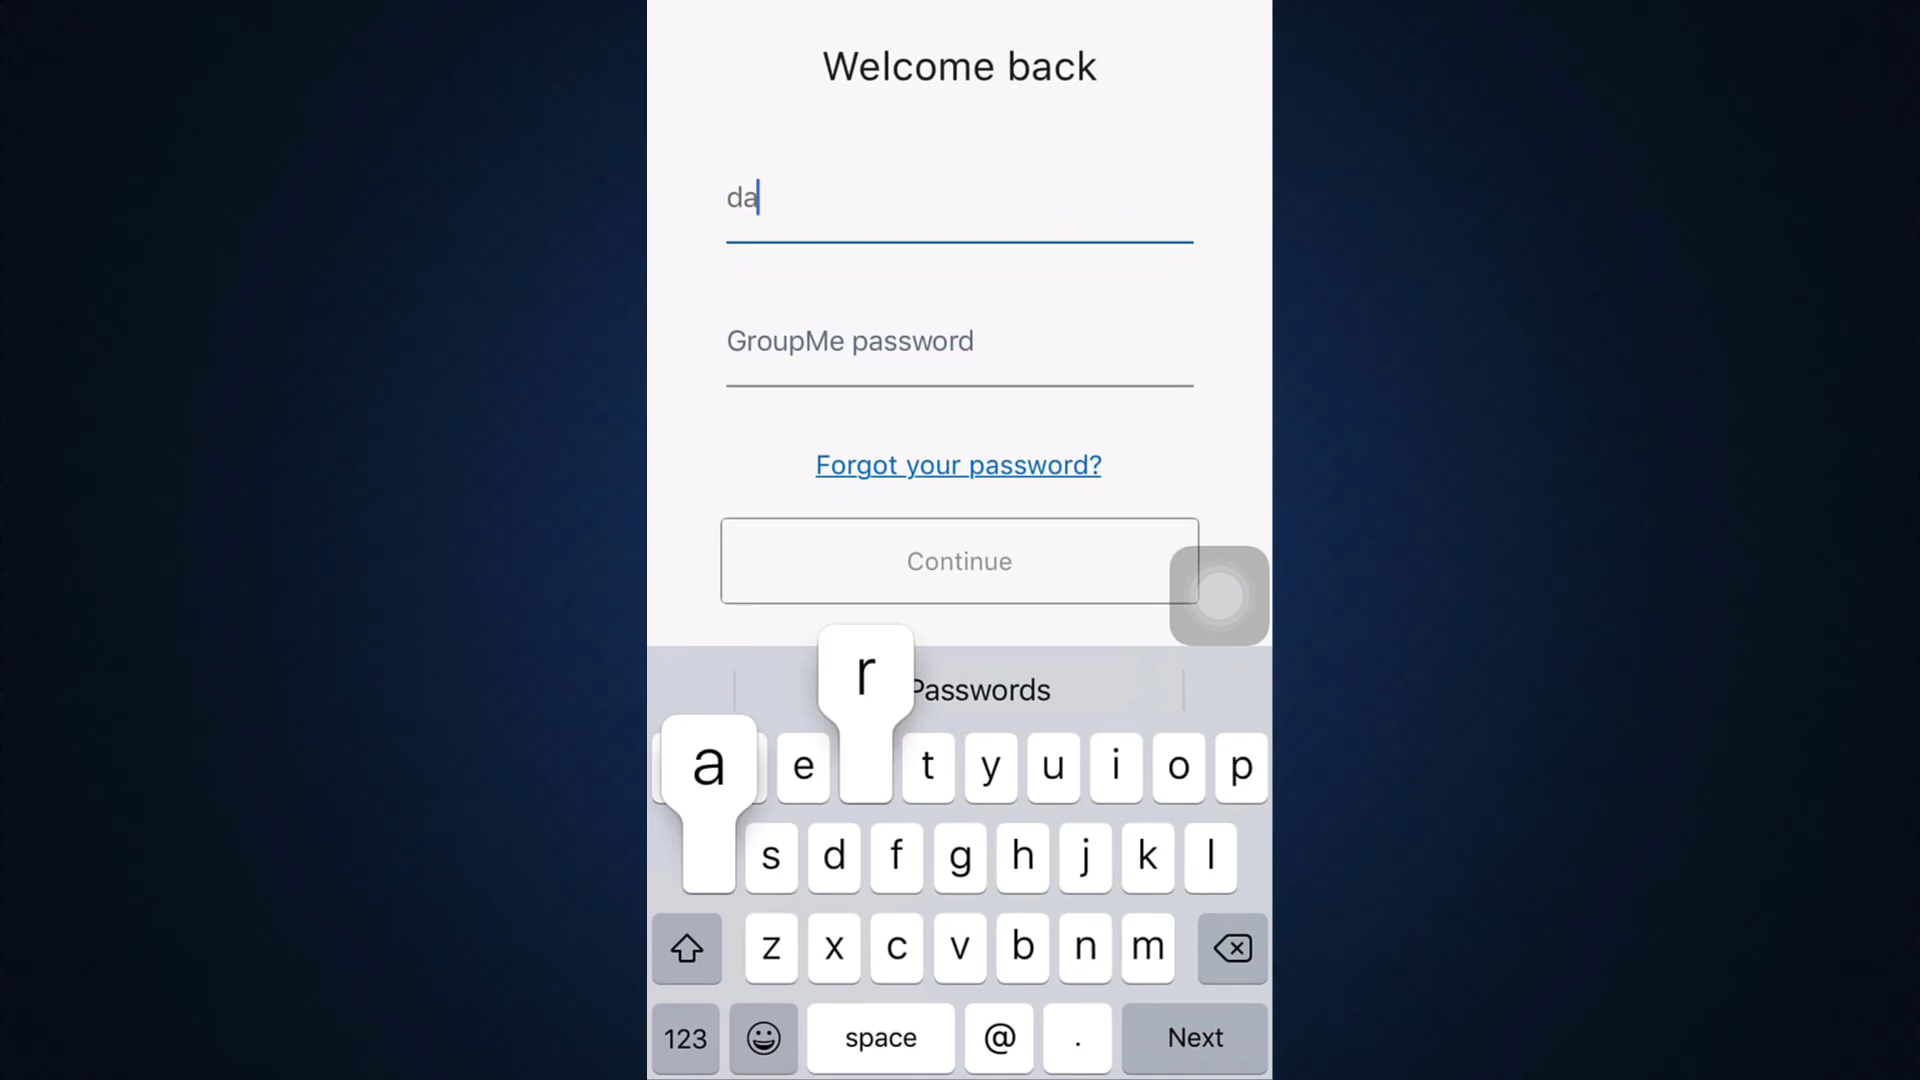 Welcome back
da
GroupMe password
Forgot your password?
Continue
r
Passwords
a e t y u i o p
s d f g h j k l
z x c v b n m
123 space @ . Next